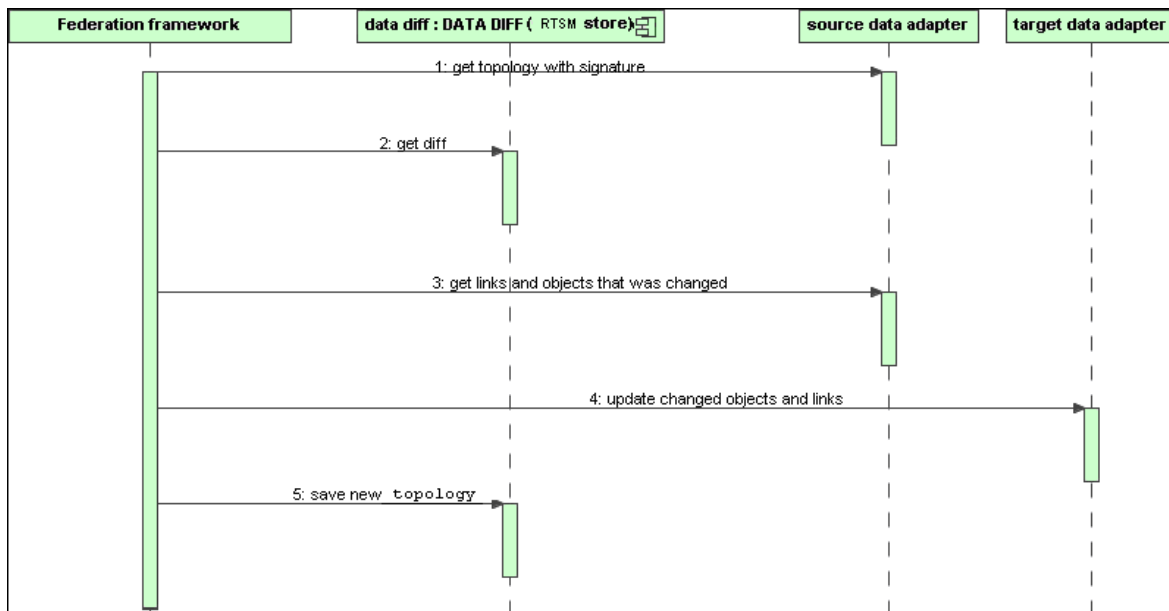 Federation framework
data diff : DATA DIFF ( RTSM store)
source data adapter
target data adapter
1: get topology with signature
2: get diff
3: get links and objects that was changed
4: update changed objects and links
5: save new topology